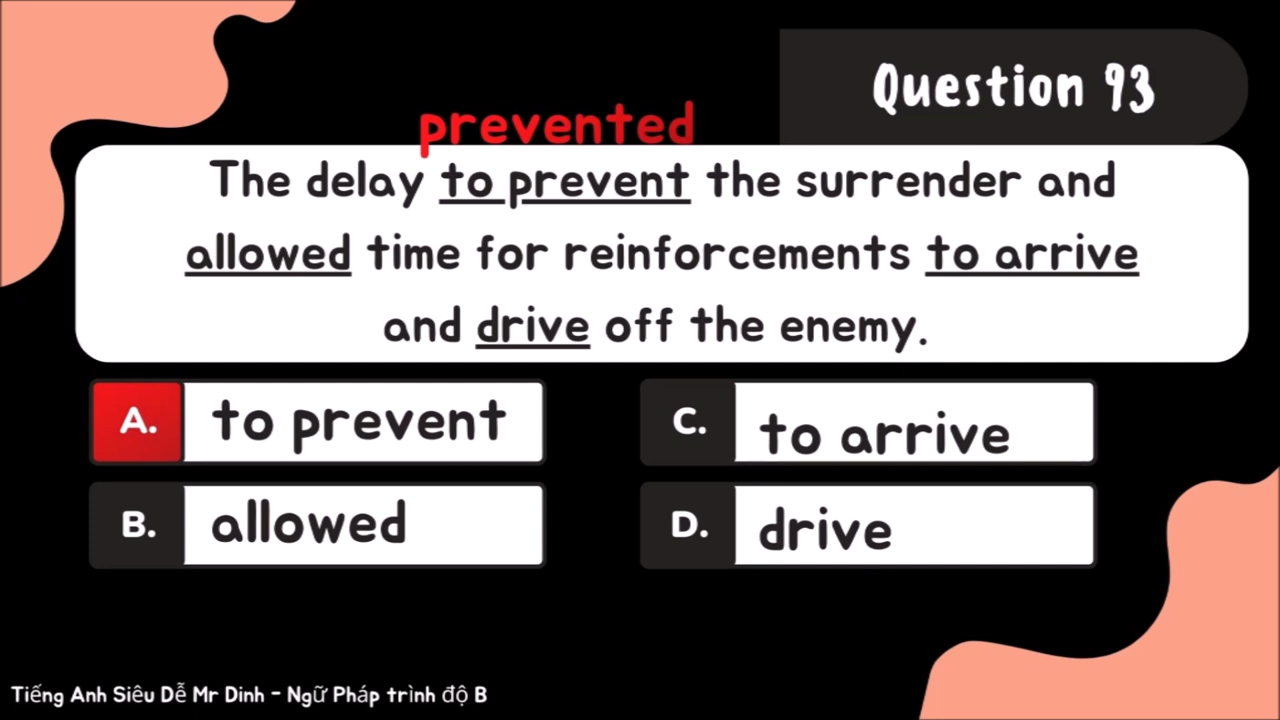 Question 93
prevented
The delay to prevent the surrender and
allowed time for reinforcements to arrive
and drive off the enemy.
A. to prevent
B. allowed
C. to arrive
D. drive
Tiếng Anh Siêu Dễ Mr Dinh - Ngữ Pháp trình độ B